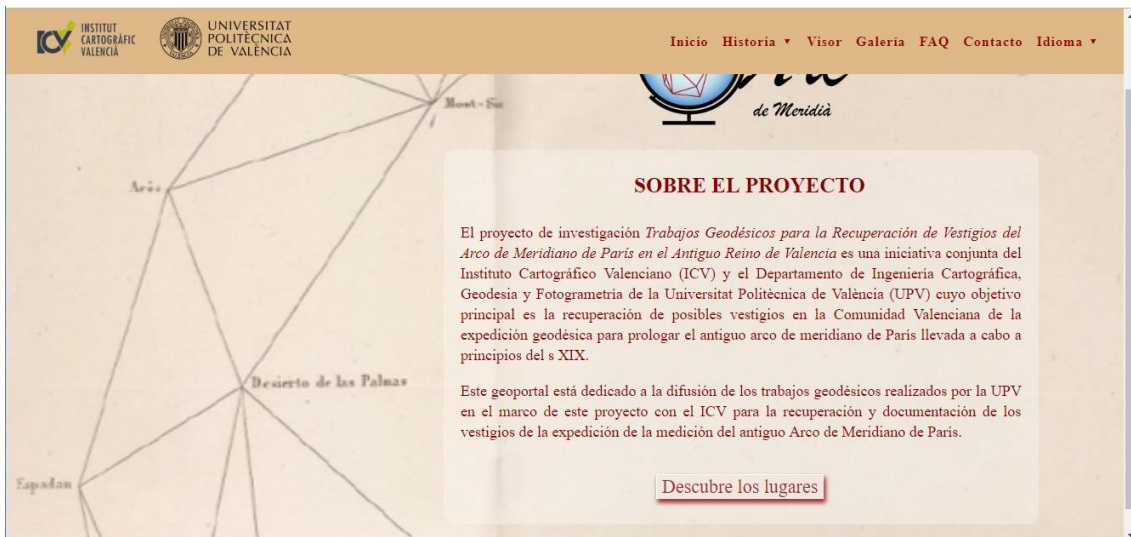 INSTITUT
CARTOGRÀFIC
VALENCIÀ
UNIVERSITAT
POLITÈCNICA
DE VALÈNCIA
Inicio Historia ▾ Visor Galería FAQ Contacto Idioma ▾
de Meridià
Mont-Sia
Arès
Desierto de las Palmas
Espadan
SOBRE EL PROYECTO
El proyecto de investigación Trabajos Geodésicos para la Recuperación de Vestigios del
Arco de Meridiano de París en el Antiguo Reino de Valencia es una iniciativa conjunta del
Instituto Cartográfico Valenciano (ICV) y el Departamento de Ingeniería Cartográfica,
Geodesia y Fotogrametría de la Universitat Politècnica de València (UPV) cuyo objetivo
principal es la recuperación de posibles vestigios en la Comunidad Valenciana de la
expedición geodésica para prologar el antiguo arco de meridiano de París llevada a cabo a
principios del s XIX.
Este geoportal está dedicado a la difusión de los trabajos geodésicos realizados por la UPV
en el marco de este proyecto con el ICV para la recuperación y documentación de los
vestigios de la expedición de la medición del antiguo Arco de Meridiano de París.
Descubre los lugares